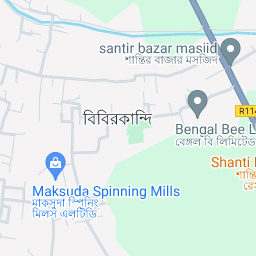 santir bazar masjid
শান্তির বাজার মসজিদ
বিবিরকান্দি
R114
Bengal Bee L
বেঙ্গল বি লিমিটেড
Shanti
শান্তি
রে
Maksuda Spinning Mills
মাকসুদা স্পিনিং
মিলস এলটিডি